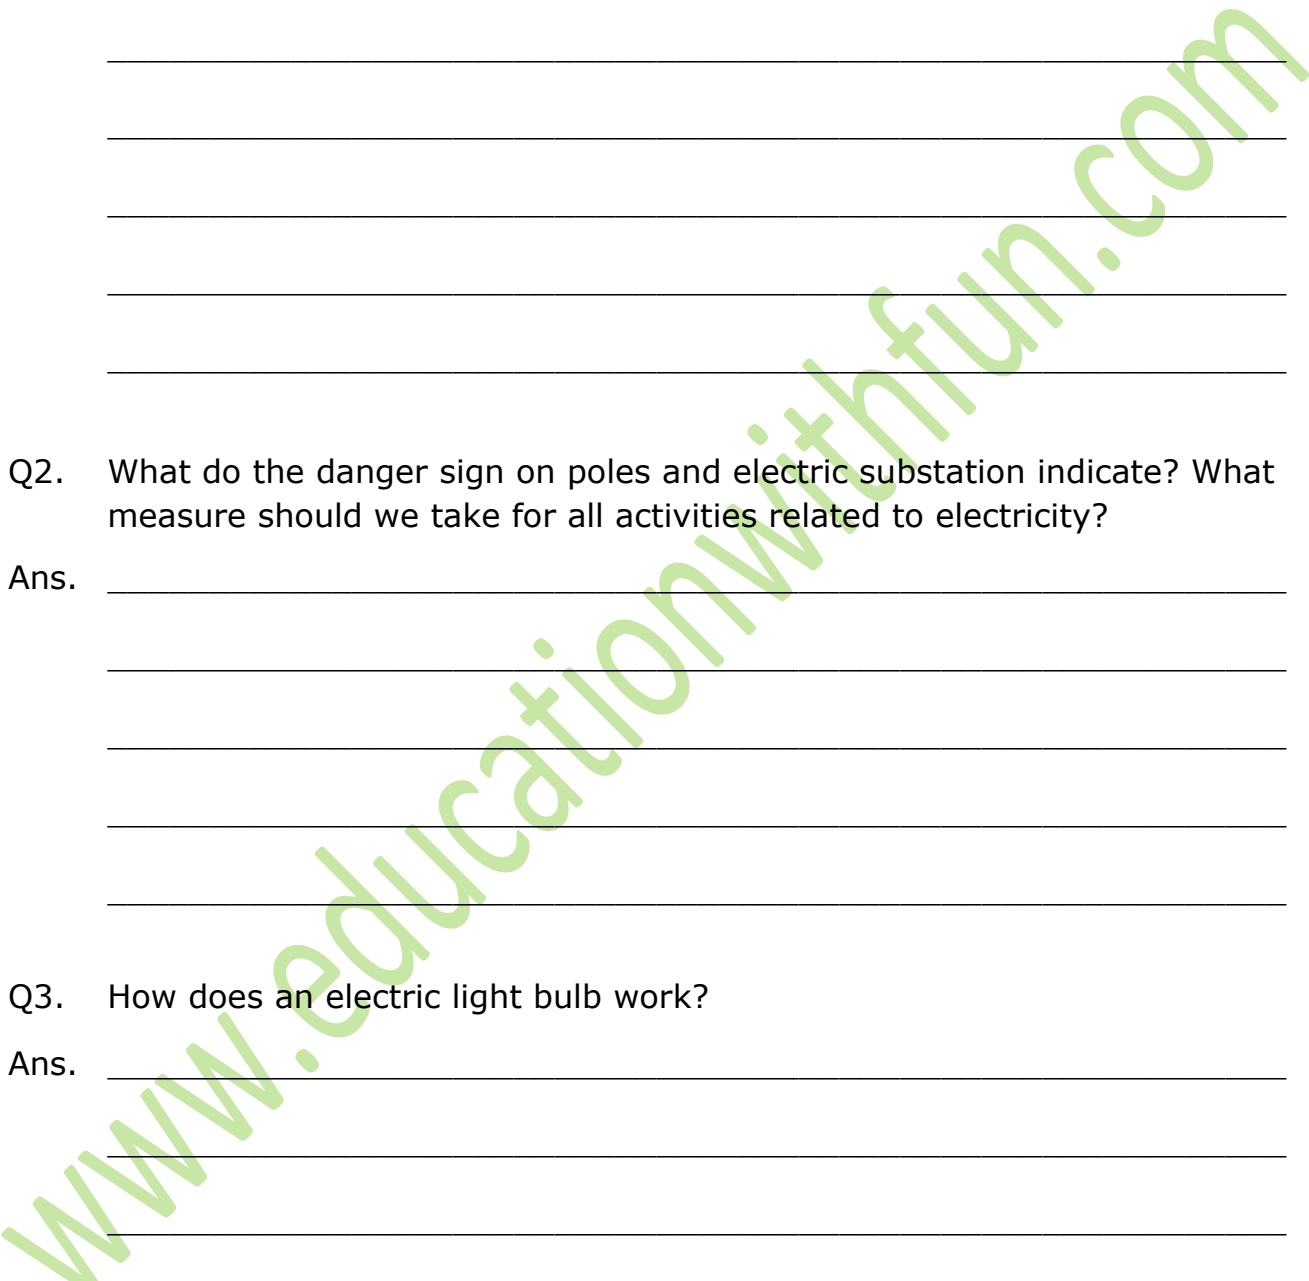 Q2. What do the danger sign on poles and electric substation indicate? What
measure should we take for all activities related to electricity?
Ans.
Q3. How does an electric light bulb work?
Ans.
www.educationwithfun.com